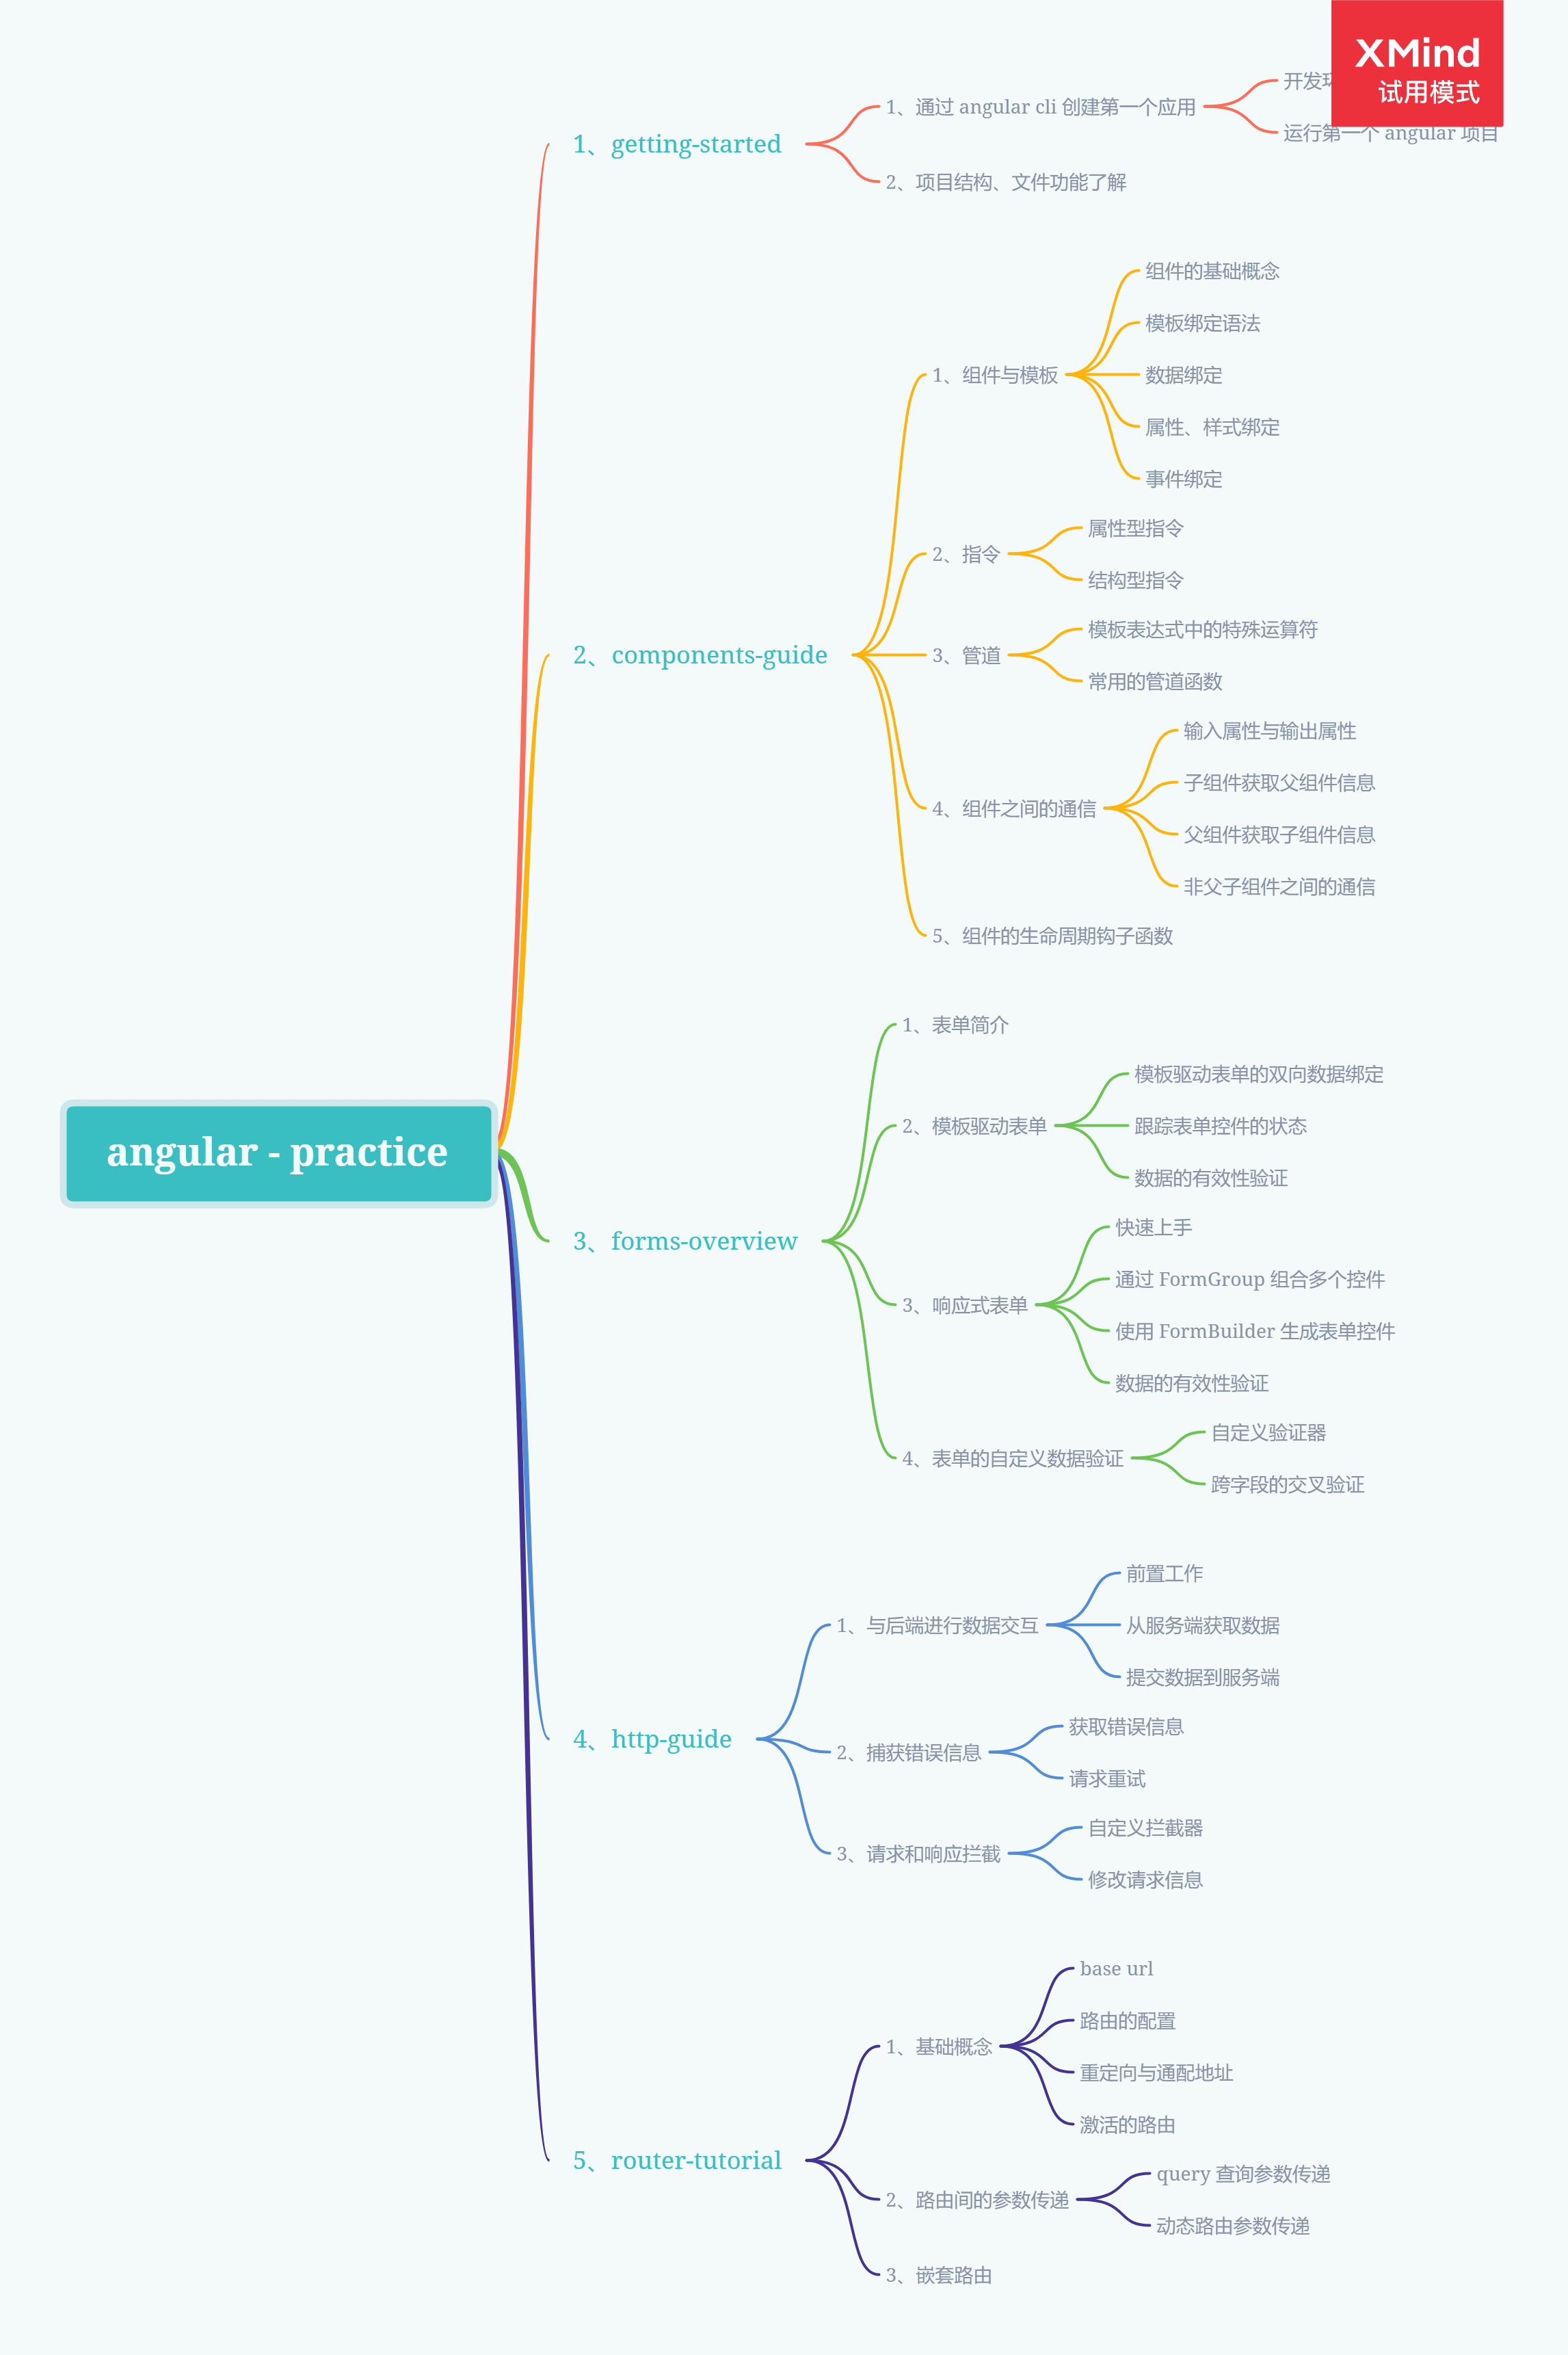 XMind
试用模式
angular - practice
1、getting-started
1、通过 angular cli 创建第一个应用
开发
运行第一个 angular 项目
2、项目结构、文件功能了解
2、components-guide
1、组件与模板
组件的基础概念
模板绑定语法
数据绑定
属性、样式绑定
事件绑定
2、指令
属性型指令
结构型指令
3、管道
模板表达式中的特殊运算符
常用的管道函数
4、组件之间的通信
输入属性与输出属性
子组件获取父组件信息
父组件获取子组件信息
非父子组件之间的通信
5、组件的生命周期钩子函数
3、forms-overview
1、表单简介
2、模板驱动表单
模板驱动表单的双向数据绑定
跟踪表单控件的状态
数据的有效性验证
3、响应式表单
快速上手
通过 FormGroup 组合多个控件
使用 FormBuilder 生成表单控件
数据的有效性验证
4、表单的自定义数据验证
自定义验证器
跨字段的交叉验证
4、http-guide
1、与后端进行数据交互
前置工作
从服务端获取数据
提交数据到服务端
2、捕获错误信息
获取错误信息
请求重试
3、请求和响应拦截
自定义拦截器
修改请求信息
5、router-tutorial
1、基础概念
base url
路由的配置
重定向与通配地址
激活的路由
2、路由间的参数传递
query 查询参数传递
动态路由参数传递
3、嵌套路由